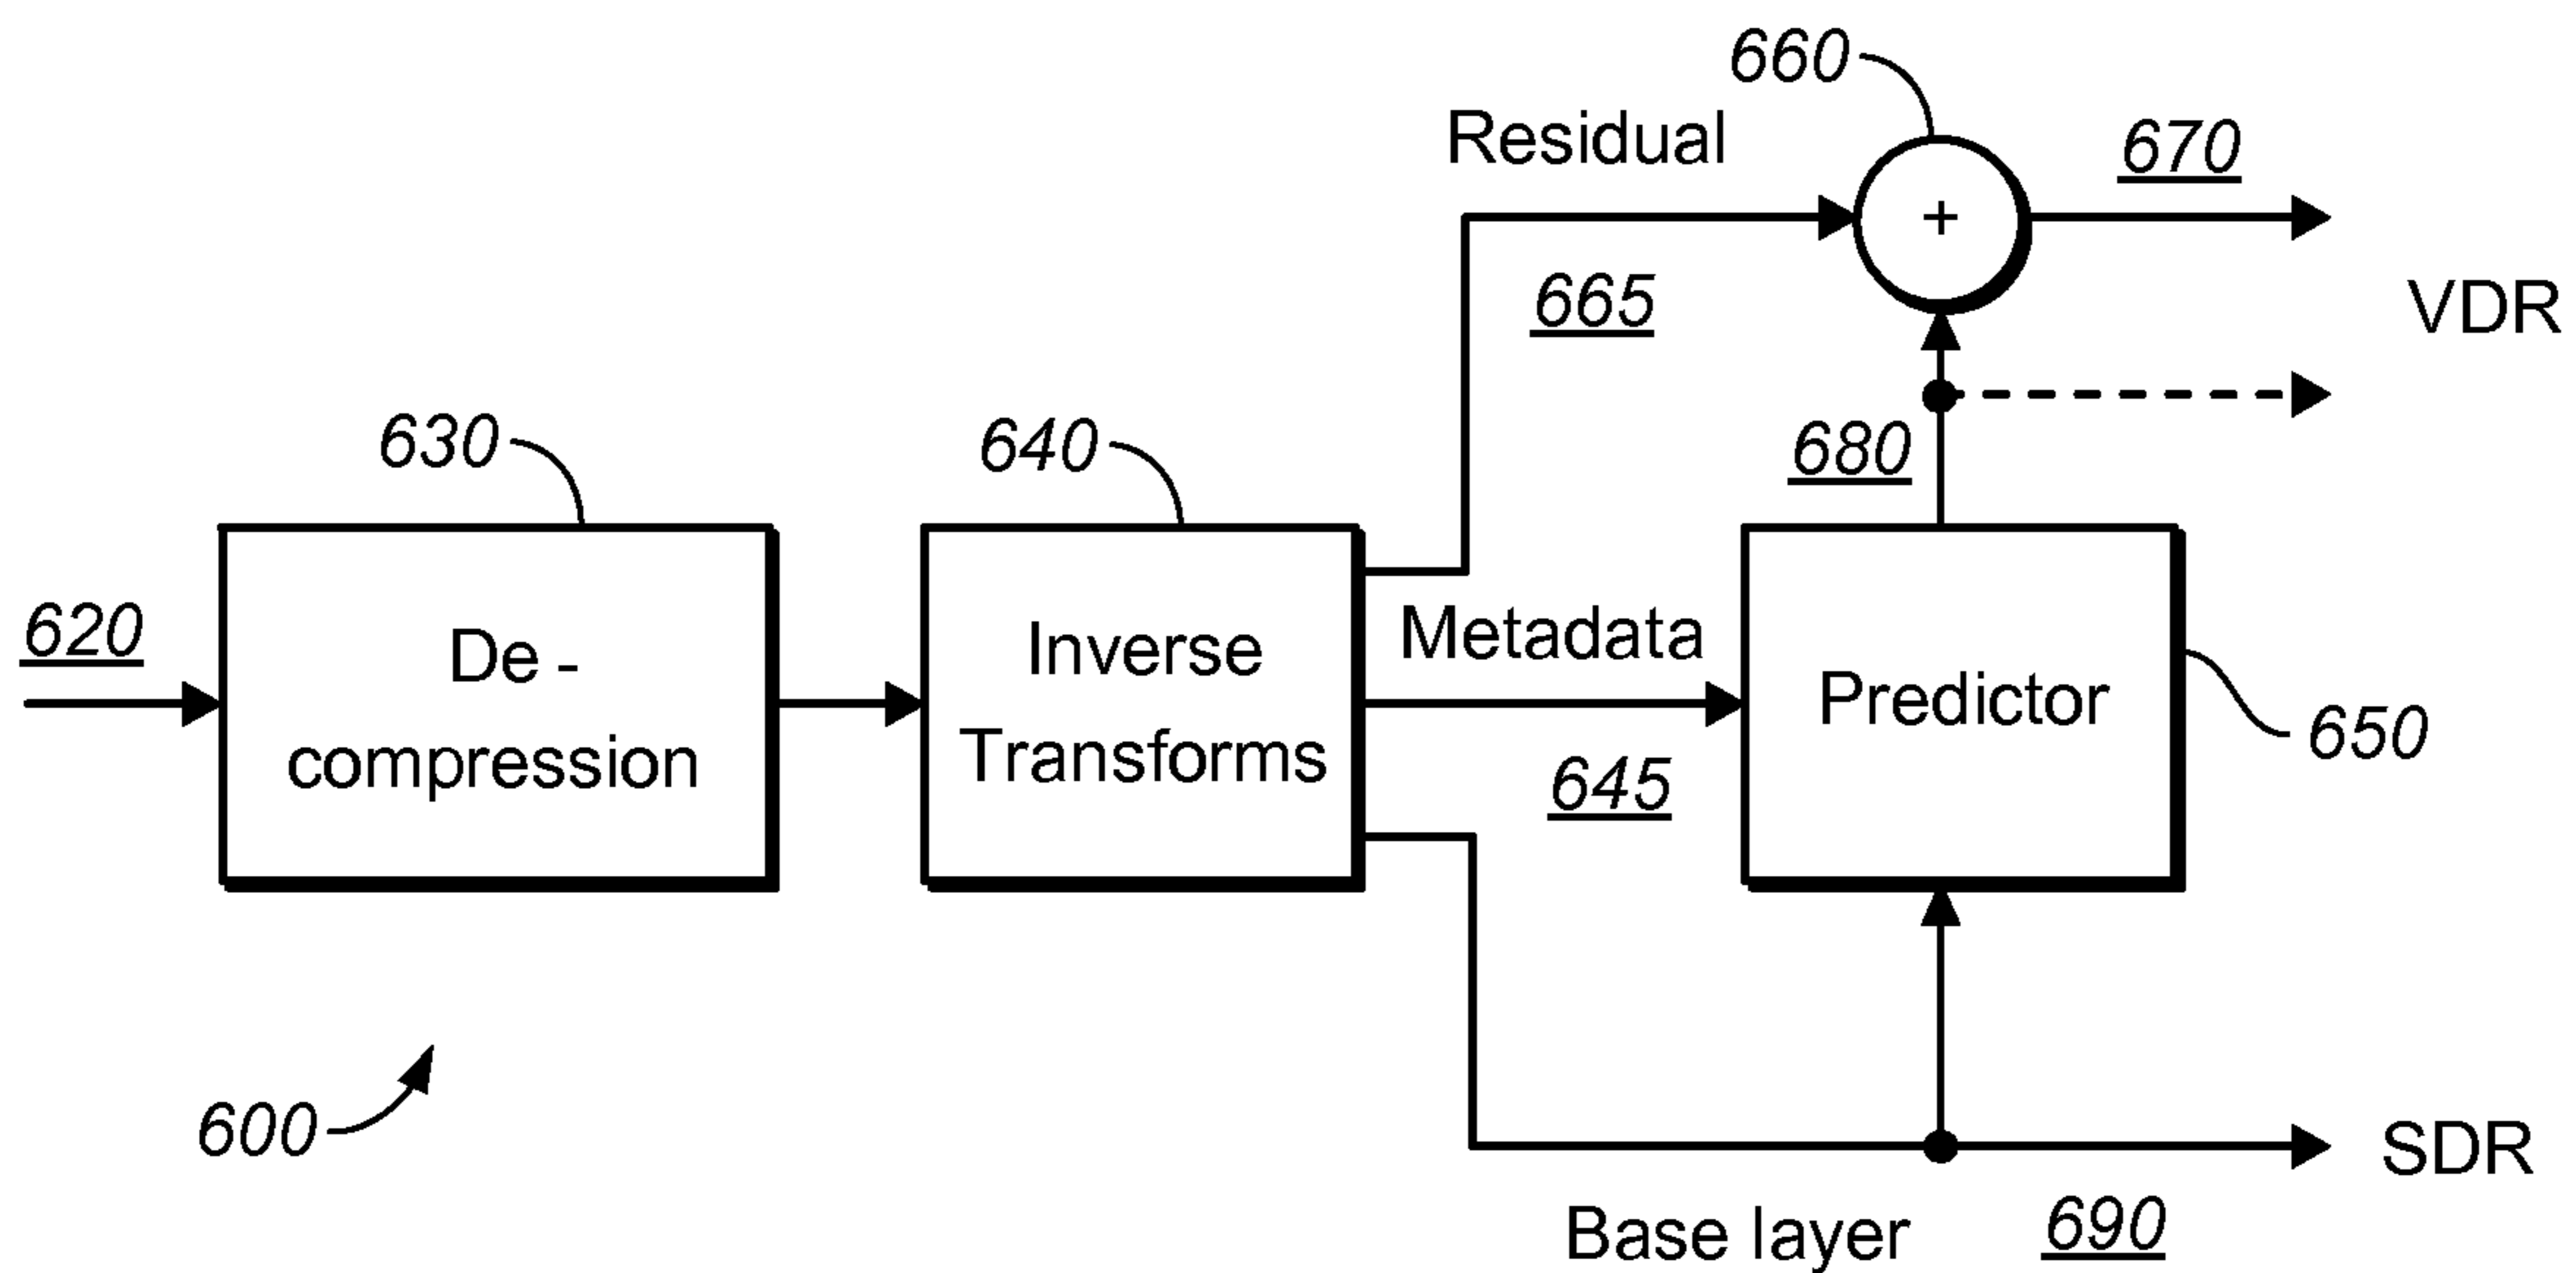 660
Residual
670
665
VDR
630
640
680
620
De -
compression
Inverse
Transforms
Metadata
645
Predictor
650
600
SDR
Base layer
690
+